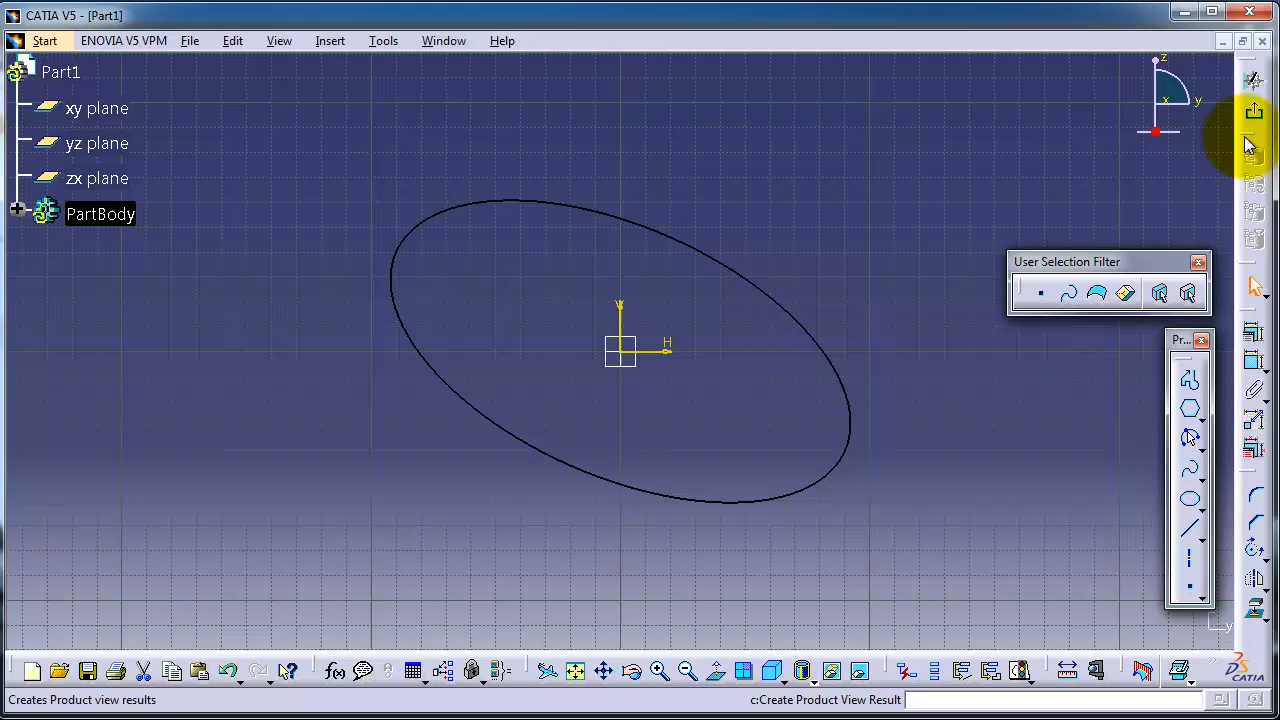 CATIA V5 - [Part1]
Start ENOVIA V5 VPM File Edit View Insert Tools Window Help
Part1
xy plane
yz plane
zx plane
PartBody
z
x y
User Selection Filter
Pr...
V
H
y
f(x)
CATIA
Creates Product view results
c:Create Product View Result